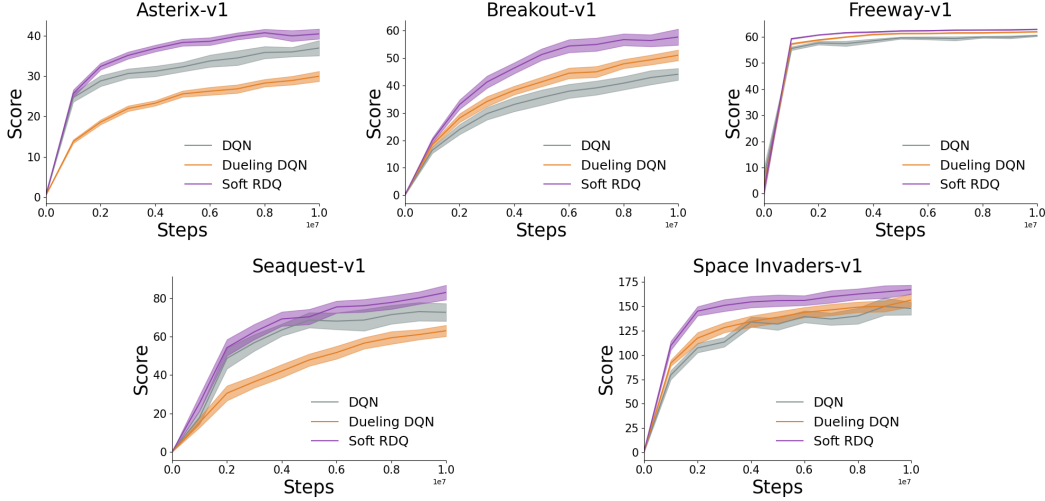 Asterix-v1
Score
40
30
20
10
0
DQN
Dueling DQN
Soft RDQ
0.0 0.2 0.4 0.6 0.8 1.0
1e7
Steps
Breakout-v1
Score
60
50
40
30
20
10
0
DQN
Dueling DQN
Soft RDQ
0.0 0.2 0.4 0.6 0.8 1.0
1e7
Steps
Freeway-v1
Score
60
50
40
30
20
10
0
DQN
Dueling DQN
Soft RDQ
0.0 0.2 0.4 0.6 0.8 1.0
1e7
Steps
Seaquest-v1
Score
80
60
40
20
0
DQN
Dueling DQN
Soft RDQ
0.0 0.2 0.4 0.6 0.8 1.0
1e7
Steps
Space Invaders-v1
Score
175
150
125
100
75
50
25
0
DQN
Dueling DQN
Soft RDQ
0.0 0.2 0.4 0.6 0.8 1.0
1e7
Steps